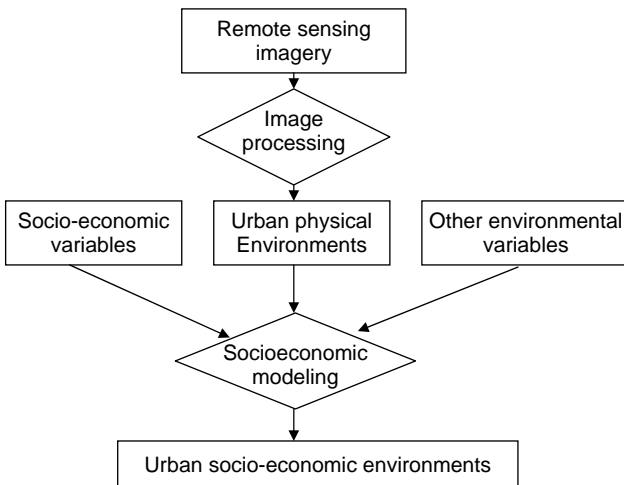 Remote sensing
imagery
Image
processing
Socio-economic
variables
Urban physical
Environments
Other environmental
variables
Socioeconomic
modeling
Urban socio-economic environments